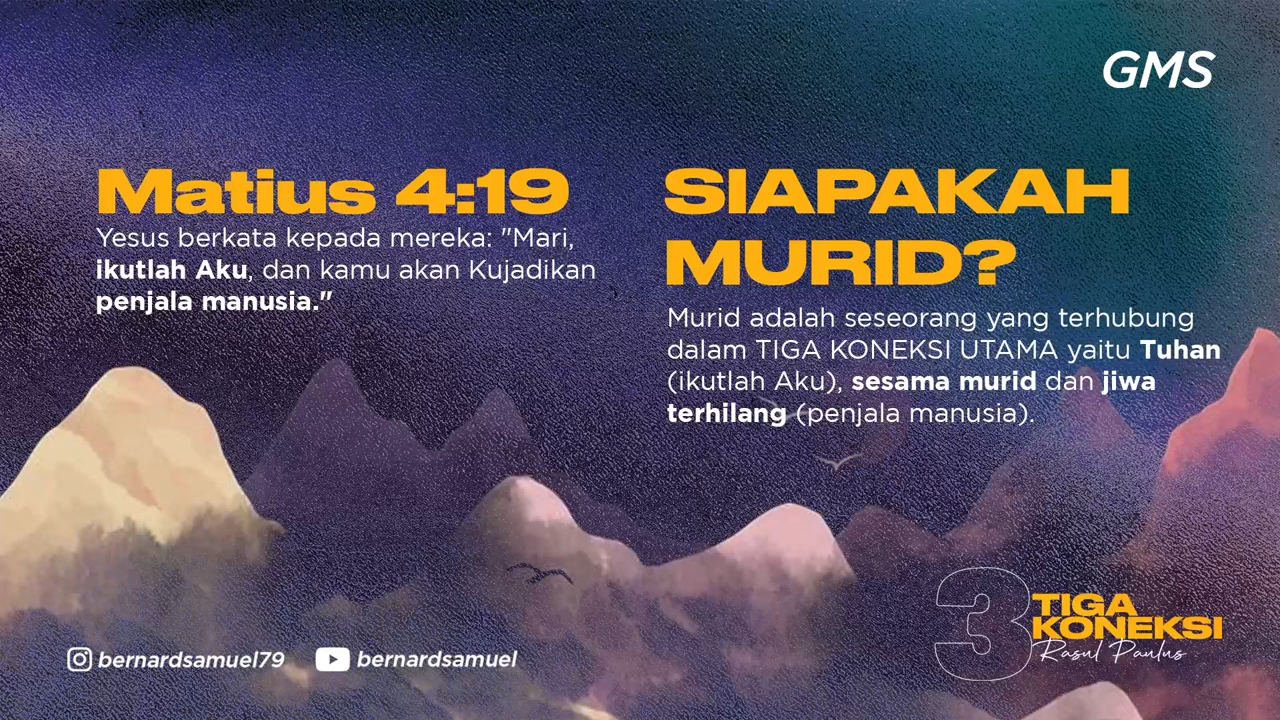 GMS
Matius 4:19
Yesus berkata kepada mereka: "Mari,
ikutlah Aku, dan kamu akan Kujadikan
penjala manusia."
SIAPAKAH
MURID?
Murid adalah seseorang yang terhubung
dalam TIGA KONEKSI UTAMA yaitu Tuhan
(ikutlah Aku), sesama murid dan jiwa
terhilang (penjala manusia).
bernardsamuel79
bernardsamuel
3
TIGA
KONEKSI
Rasul Paulus